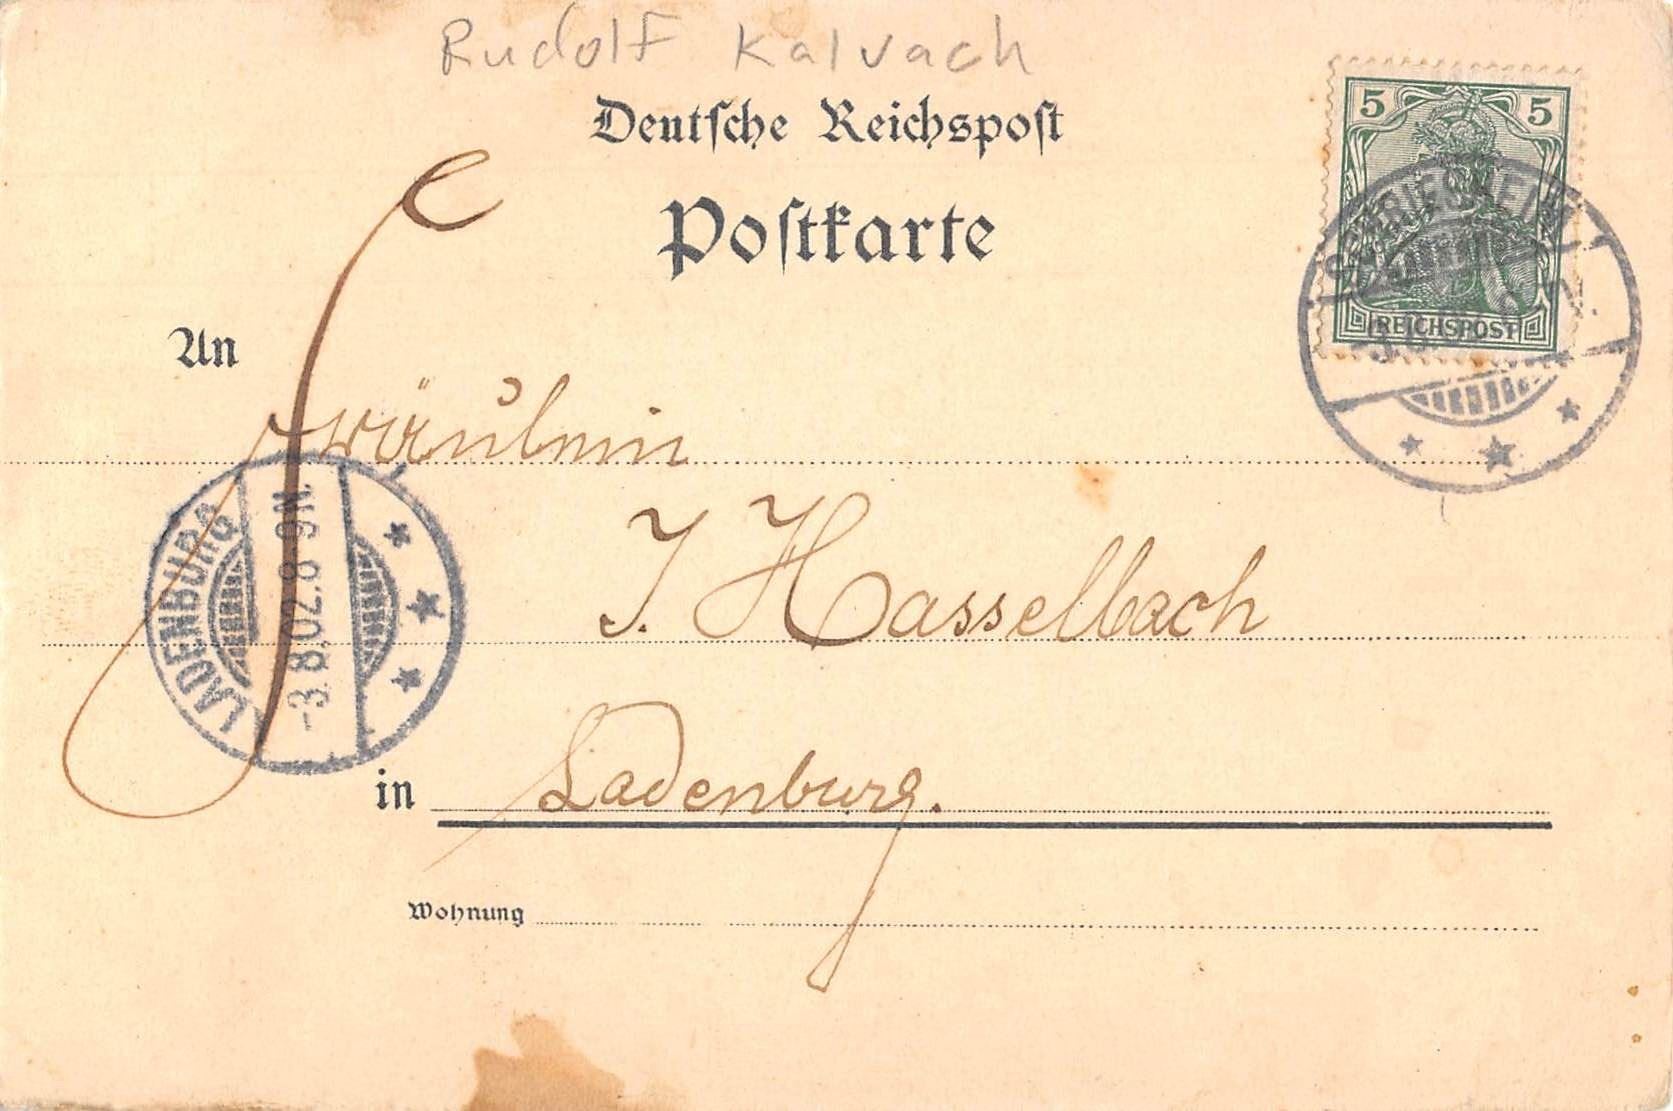 Rudolf Kalvach
Deutsche Reichspost
Postkarte
5 5
REICHSPOST
An
Fräulein
J. Hasselbach
LADENBURG
-3.8.02.8-9N.
in Ladenburg.
Wohnung